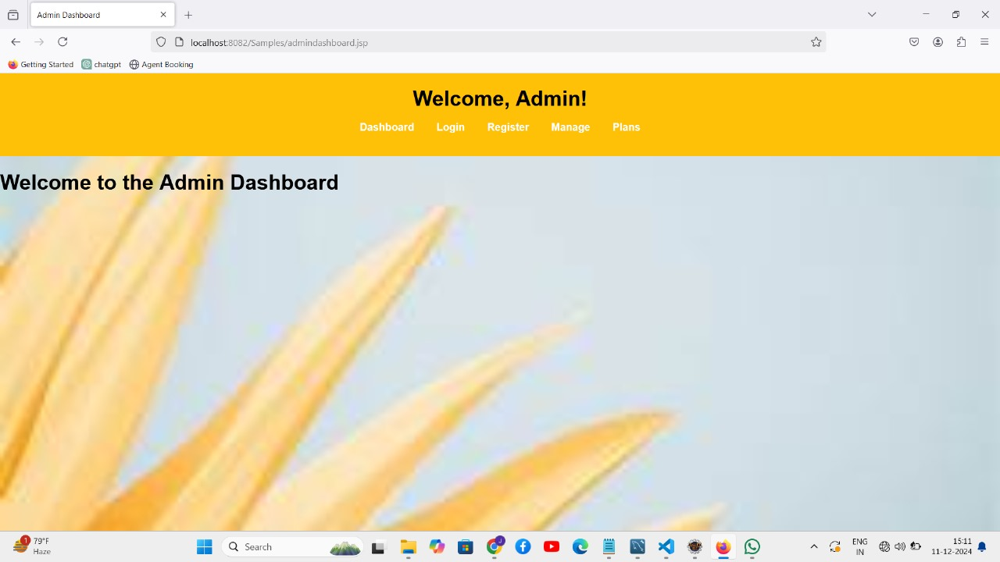 Admin Dashboard
localhost:8082/Samples/admindashboard.jsp
Getting Started chatgpt Agent Booking
Welcome, Admin!
Dashboard Login Register Manage Plans
Welcome to the Admin Dashboard
1
79°F
Haze
Search
J
ENG
IN
15:11
11-12-2024